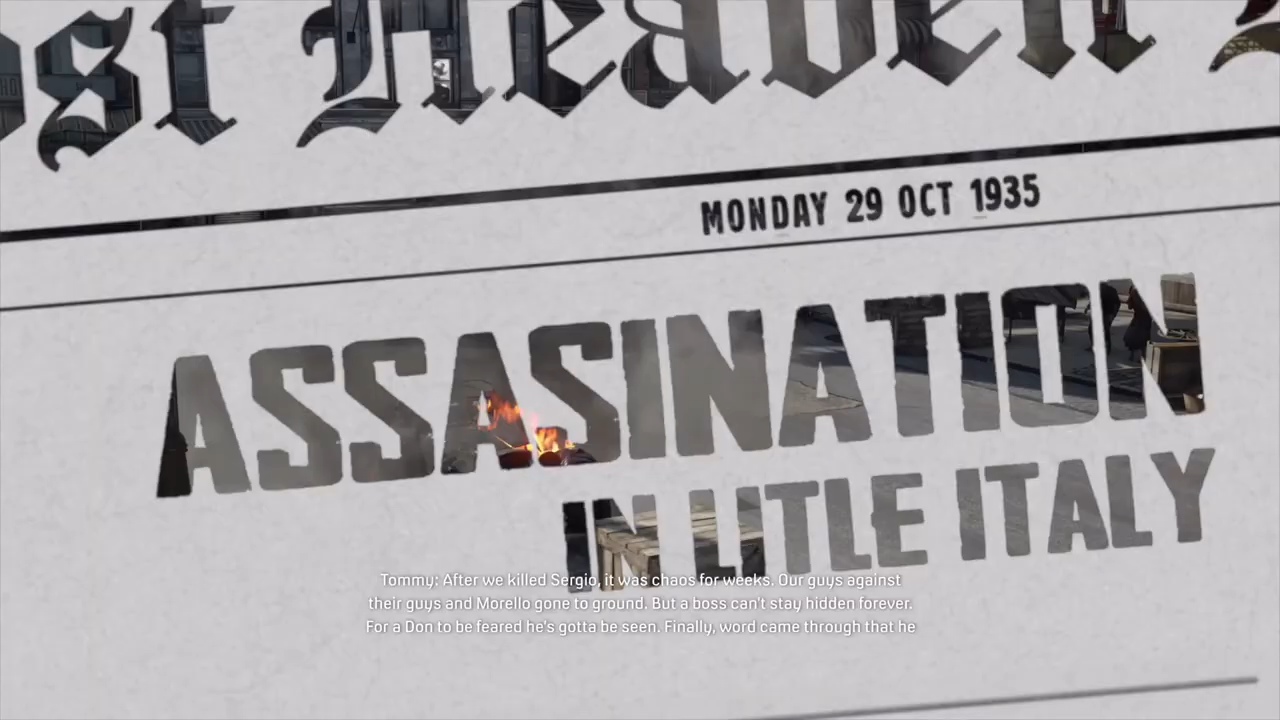 st Heaven
MONDAY 29 OCT 1935
ASSASINATION
IN LITLE ITALY
Tommy: After we killed Sergio, it was chaos for weeks. Our guys against
their guys and Morello gone to ground. But a boss can't stay hidden forever.
For a Don to be feared he's gotta be seen. Finally, word came through that he